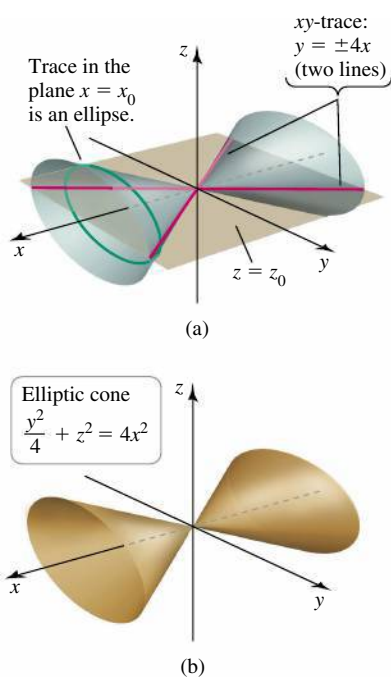 xy-trace:
y = ±4x
(two lines)
z
Trace in the
plane x = x₀
is an ellipse.
x
y
z = z₀
(a)
Elliptic cone
y²/4 + z² = 4x²
z
x
y
(b)